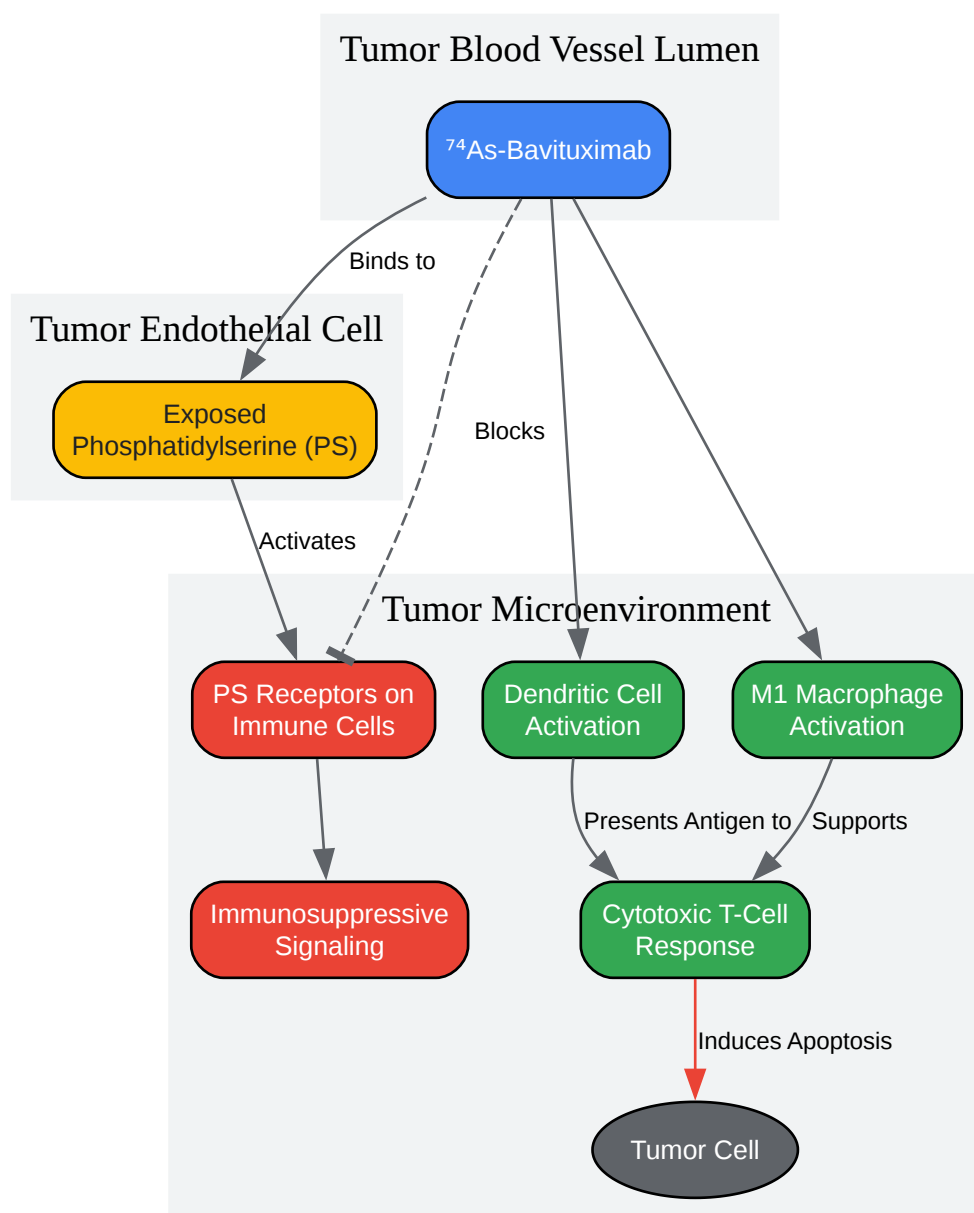 Tumor Blood Vessel Lumen
⁷⁴As-Bavituximab
Binds to
Tumor Endothelial Cell
Exposed
Phosphatidylserine (PS)
Blocks
Activates
Tumor Microenvironment
PS Receptors on
Immune Cells
Dendritic Cell
Activation
M1 Macrophage
Activation
Presents Antigen to
Supports
Immunosuppressive
Signaling
Cytotoxic T-Cell
Response
Induces Apoptosis
Tumor Cell